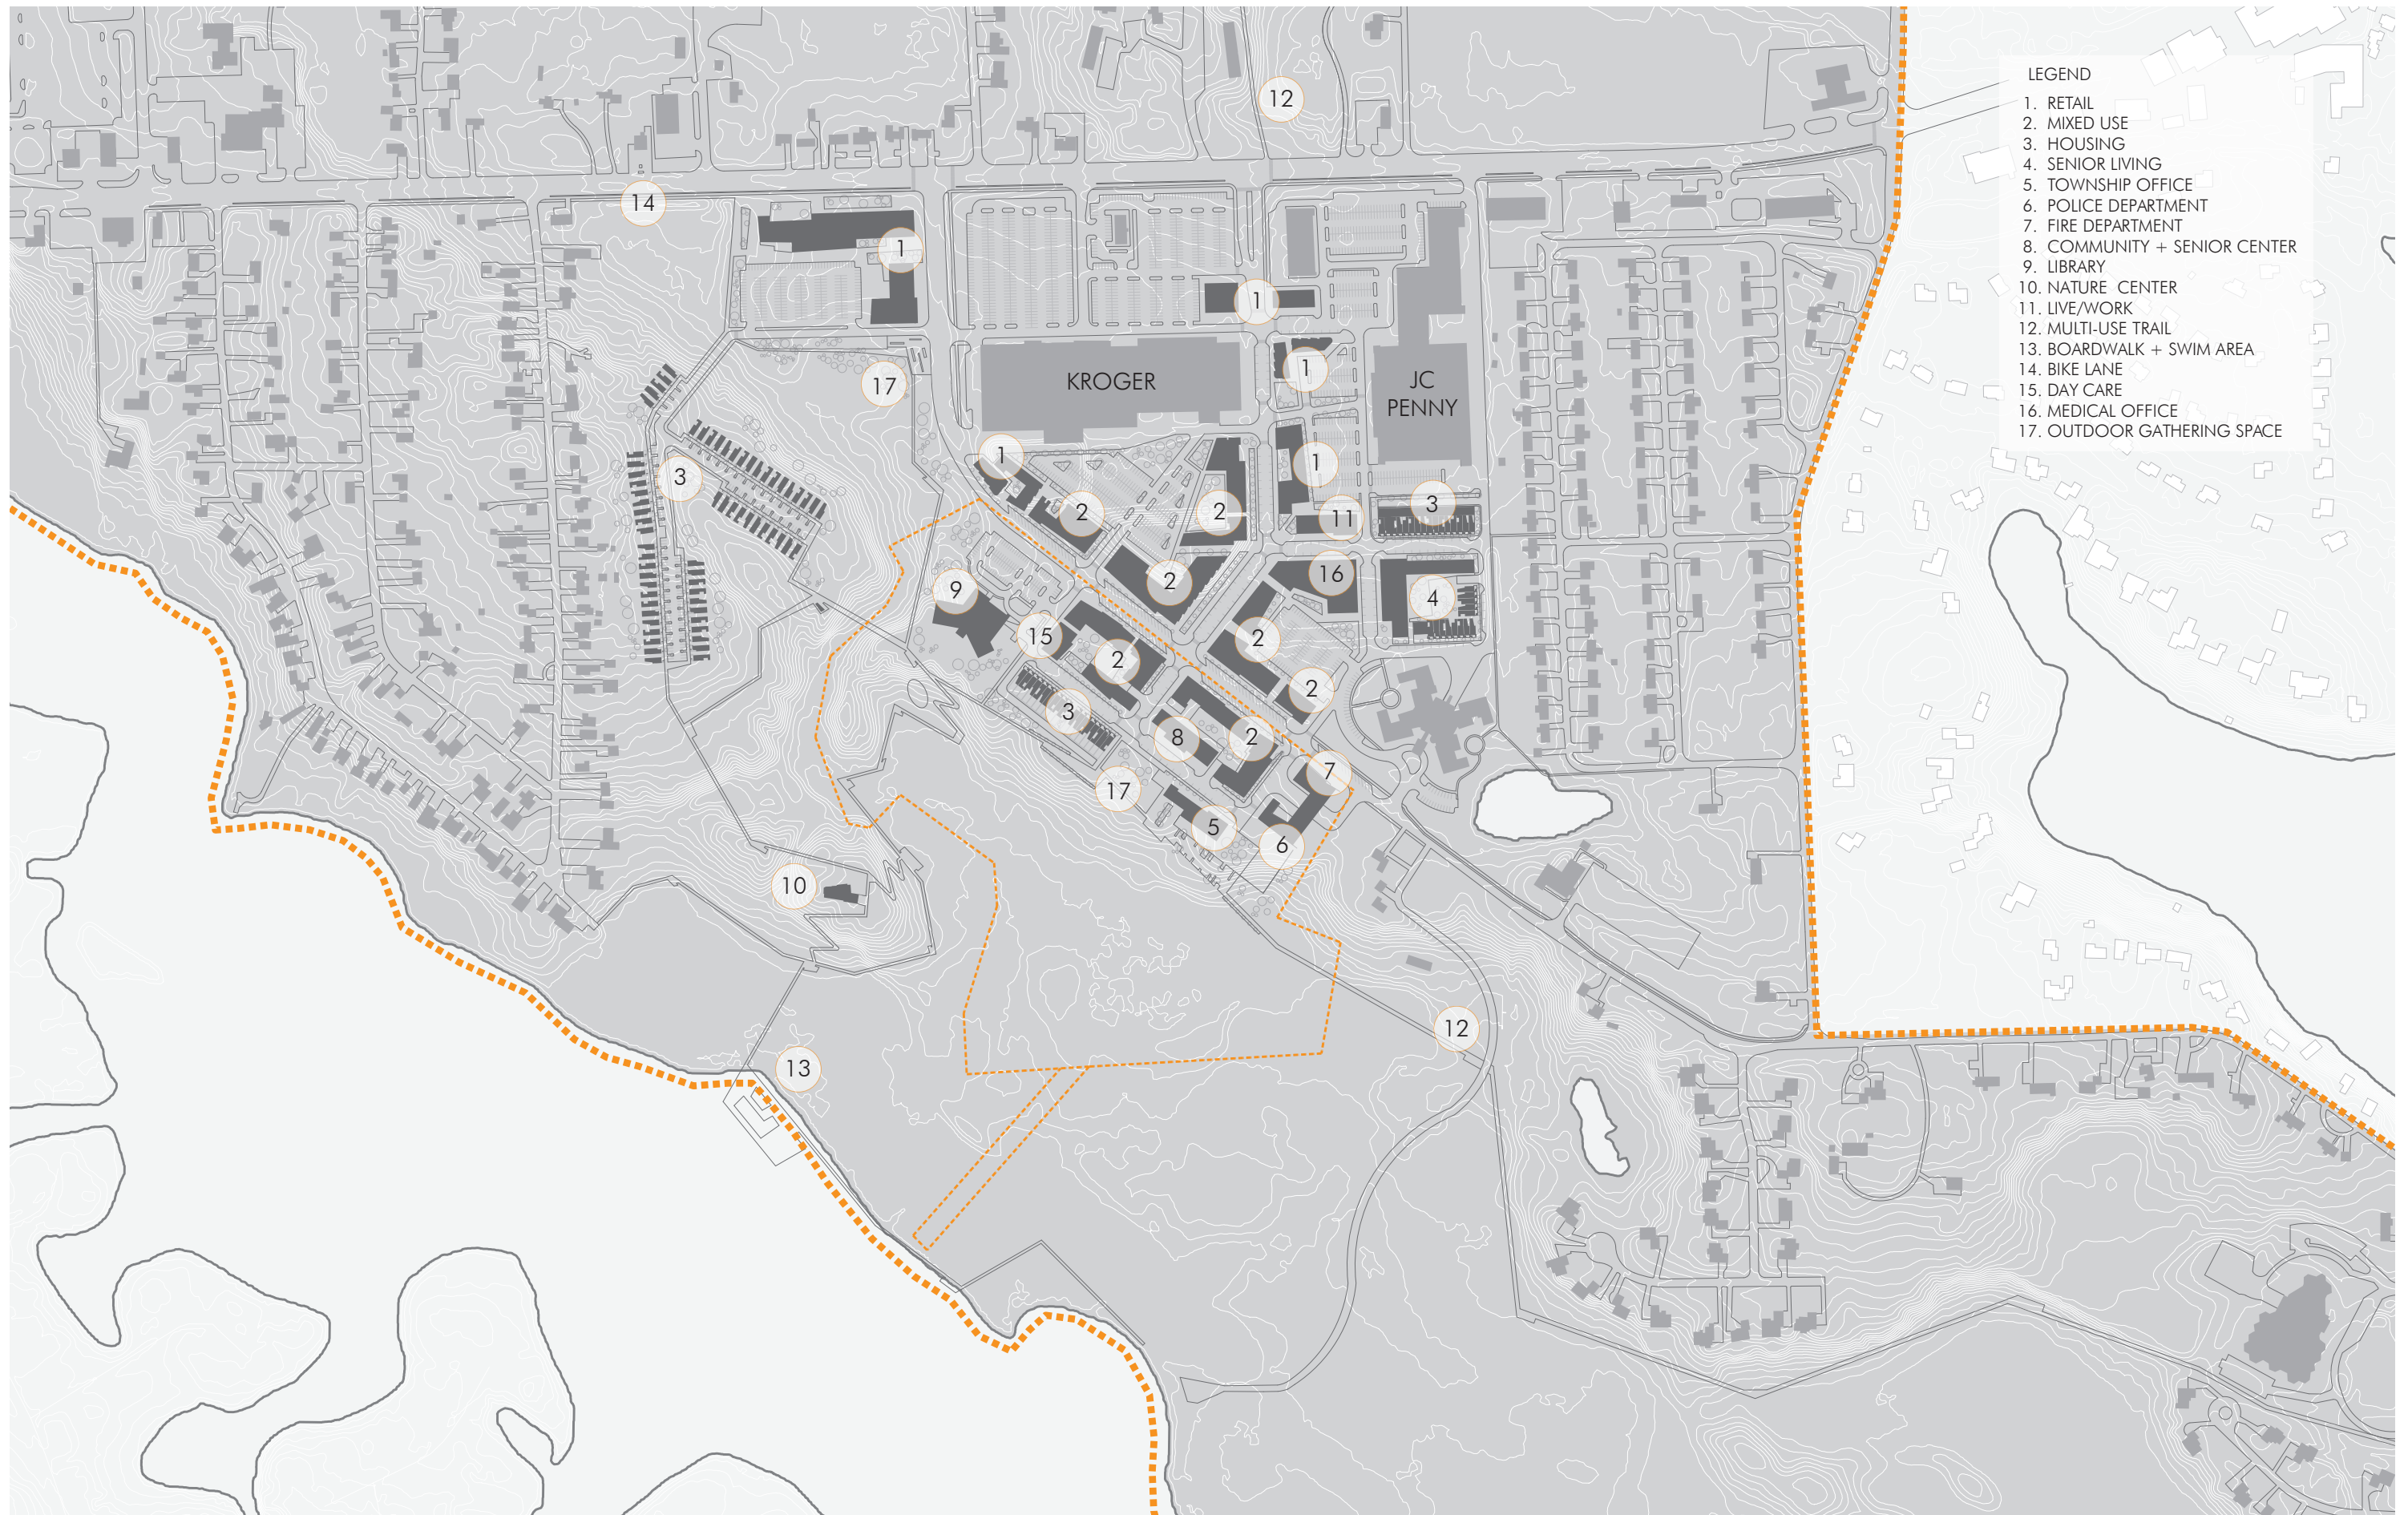 12
LEGEND
1. RETAIL
2. MIXED USE
3. HOUSING
4. SENIOR LIVING
5. TOWNSHIP OFFICE
6. POLICE DEPARTMENT
7. FIRE DEPARTMENT
8. COMMUNITY + SENIOR CENTER
9. LIBRARY
10. NATURE CENTER
11. LIVE/WORK
12. MULTI-USE TRAIL
13. BOARDWALK + SWIM AREA
14. BIKE LANE
15. DAY CARE
16. MEDICAL OFFICE
17. OUTDOOR GATHERING SPACE
14
1
1
1
17
KROGER
JC
PENNY
1
1
3
2
2
11
3
9
2
16
4
15
2
2
2
3
8
2
7
17
5
6
10
12
13